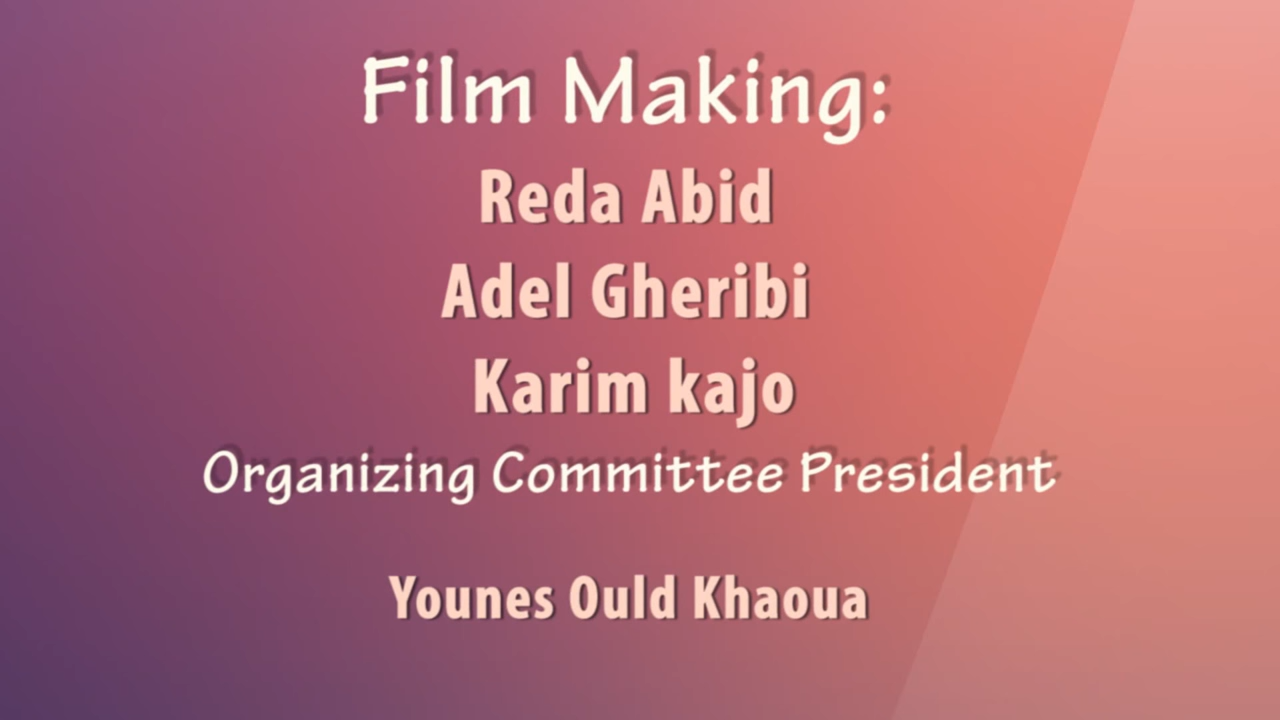 Film Making:
Reda Abid
Adel Gheribi
Karim kajo
Organizing Committee President
Younes Ould Khaoua